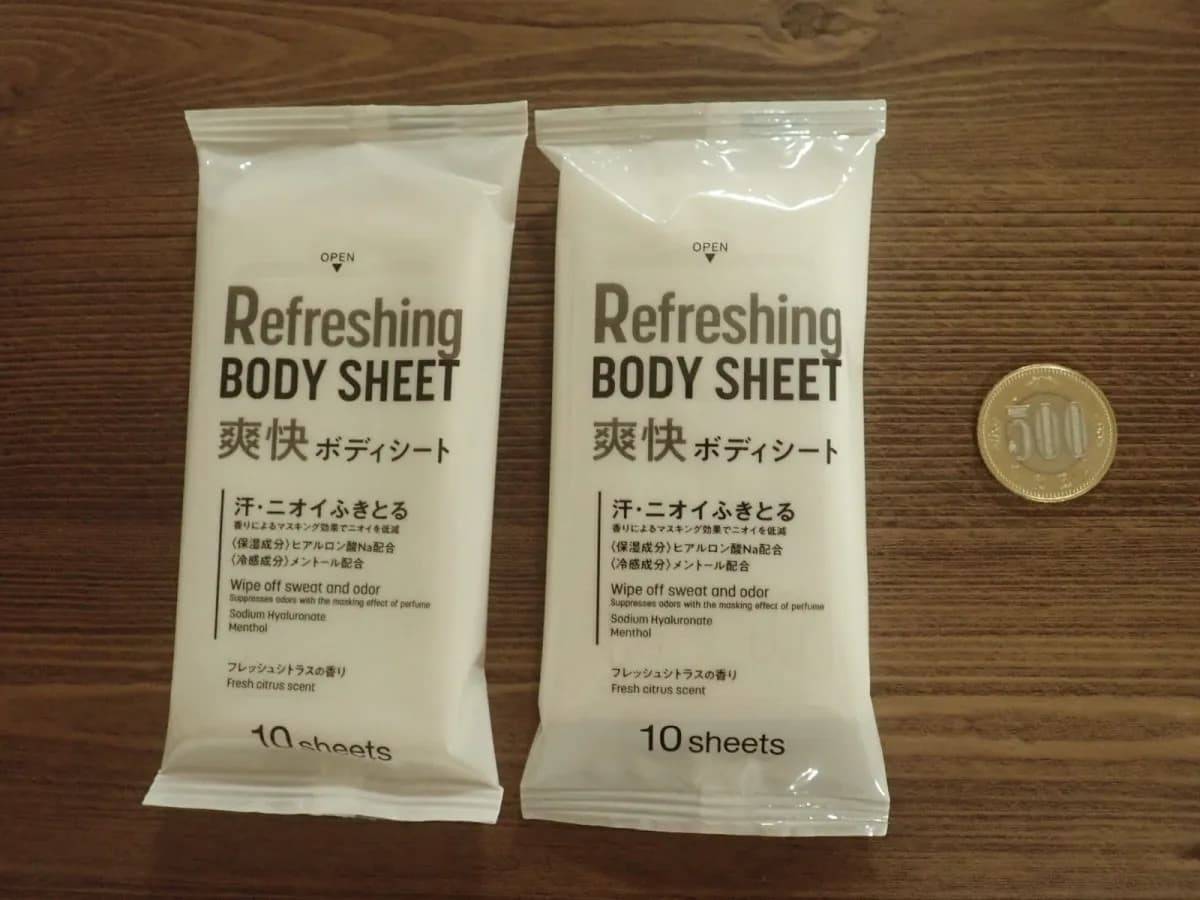 OPEN
Refreshing
BODY SHEET
爽快 ボディシート
汗・ニオイふきとる
香りによるマスキング効果でニオイを低減
〈保湿成分〉ヒアルロン酸Na配合
〈冷感成分〉メントール配合
Wipe off sweat and odor
Suppresses odors with the masking effect of perfume
Sodium Hyaluronate
Menthol
フレッシュシトラスの香り
Fresh citrus scent
10 sheets
OPEN
Refreshing
BODY SHEET
爽快 ボディシート
汗・ニオイふきとる
香りによるマスキング効果でニオイを低減
〈保湿成分〉ヒアルロン酸Na配合
〈冷感成分〉メントール配合
Wipe off sweat and odor
Suppresses odors with the masking effect of perfume
Sodium Hyaluronate
Menthol
フレッシュシトラスの香り
Fresh citrus scent
10 sheets
500